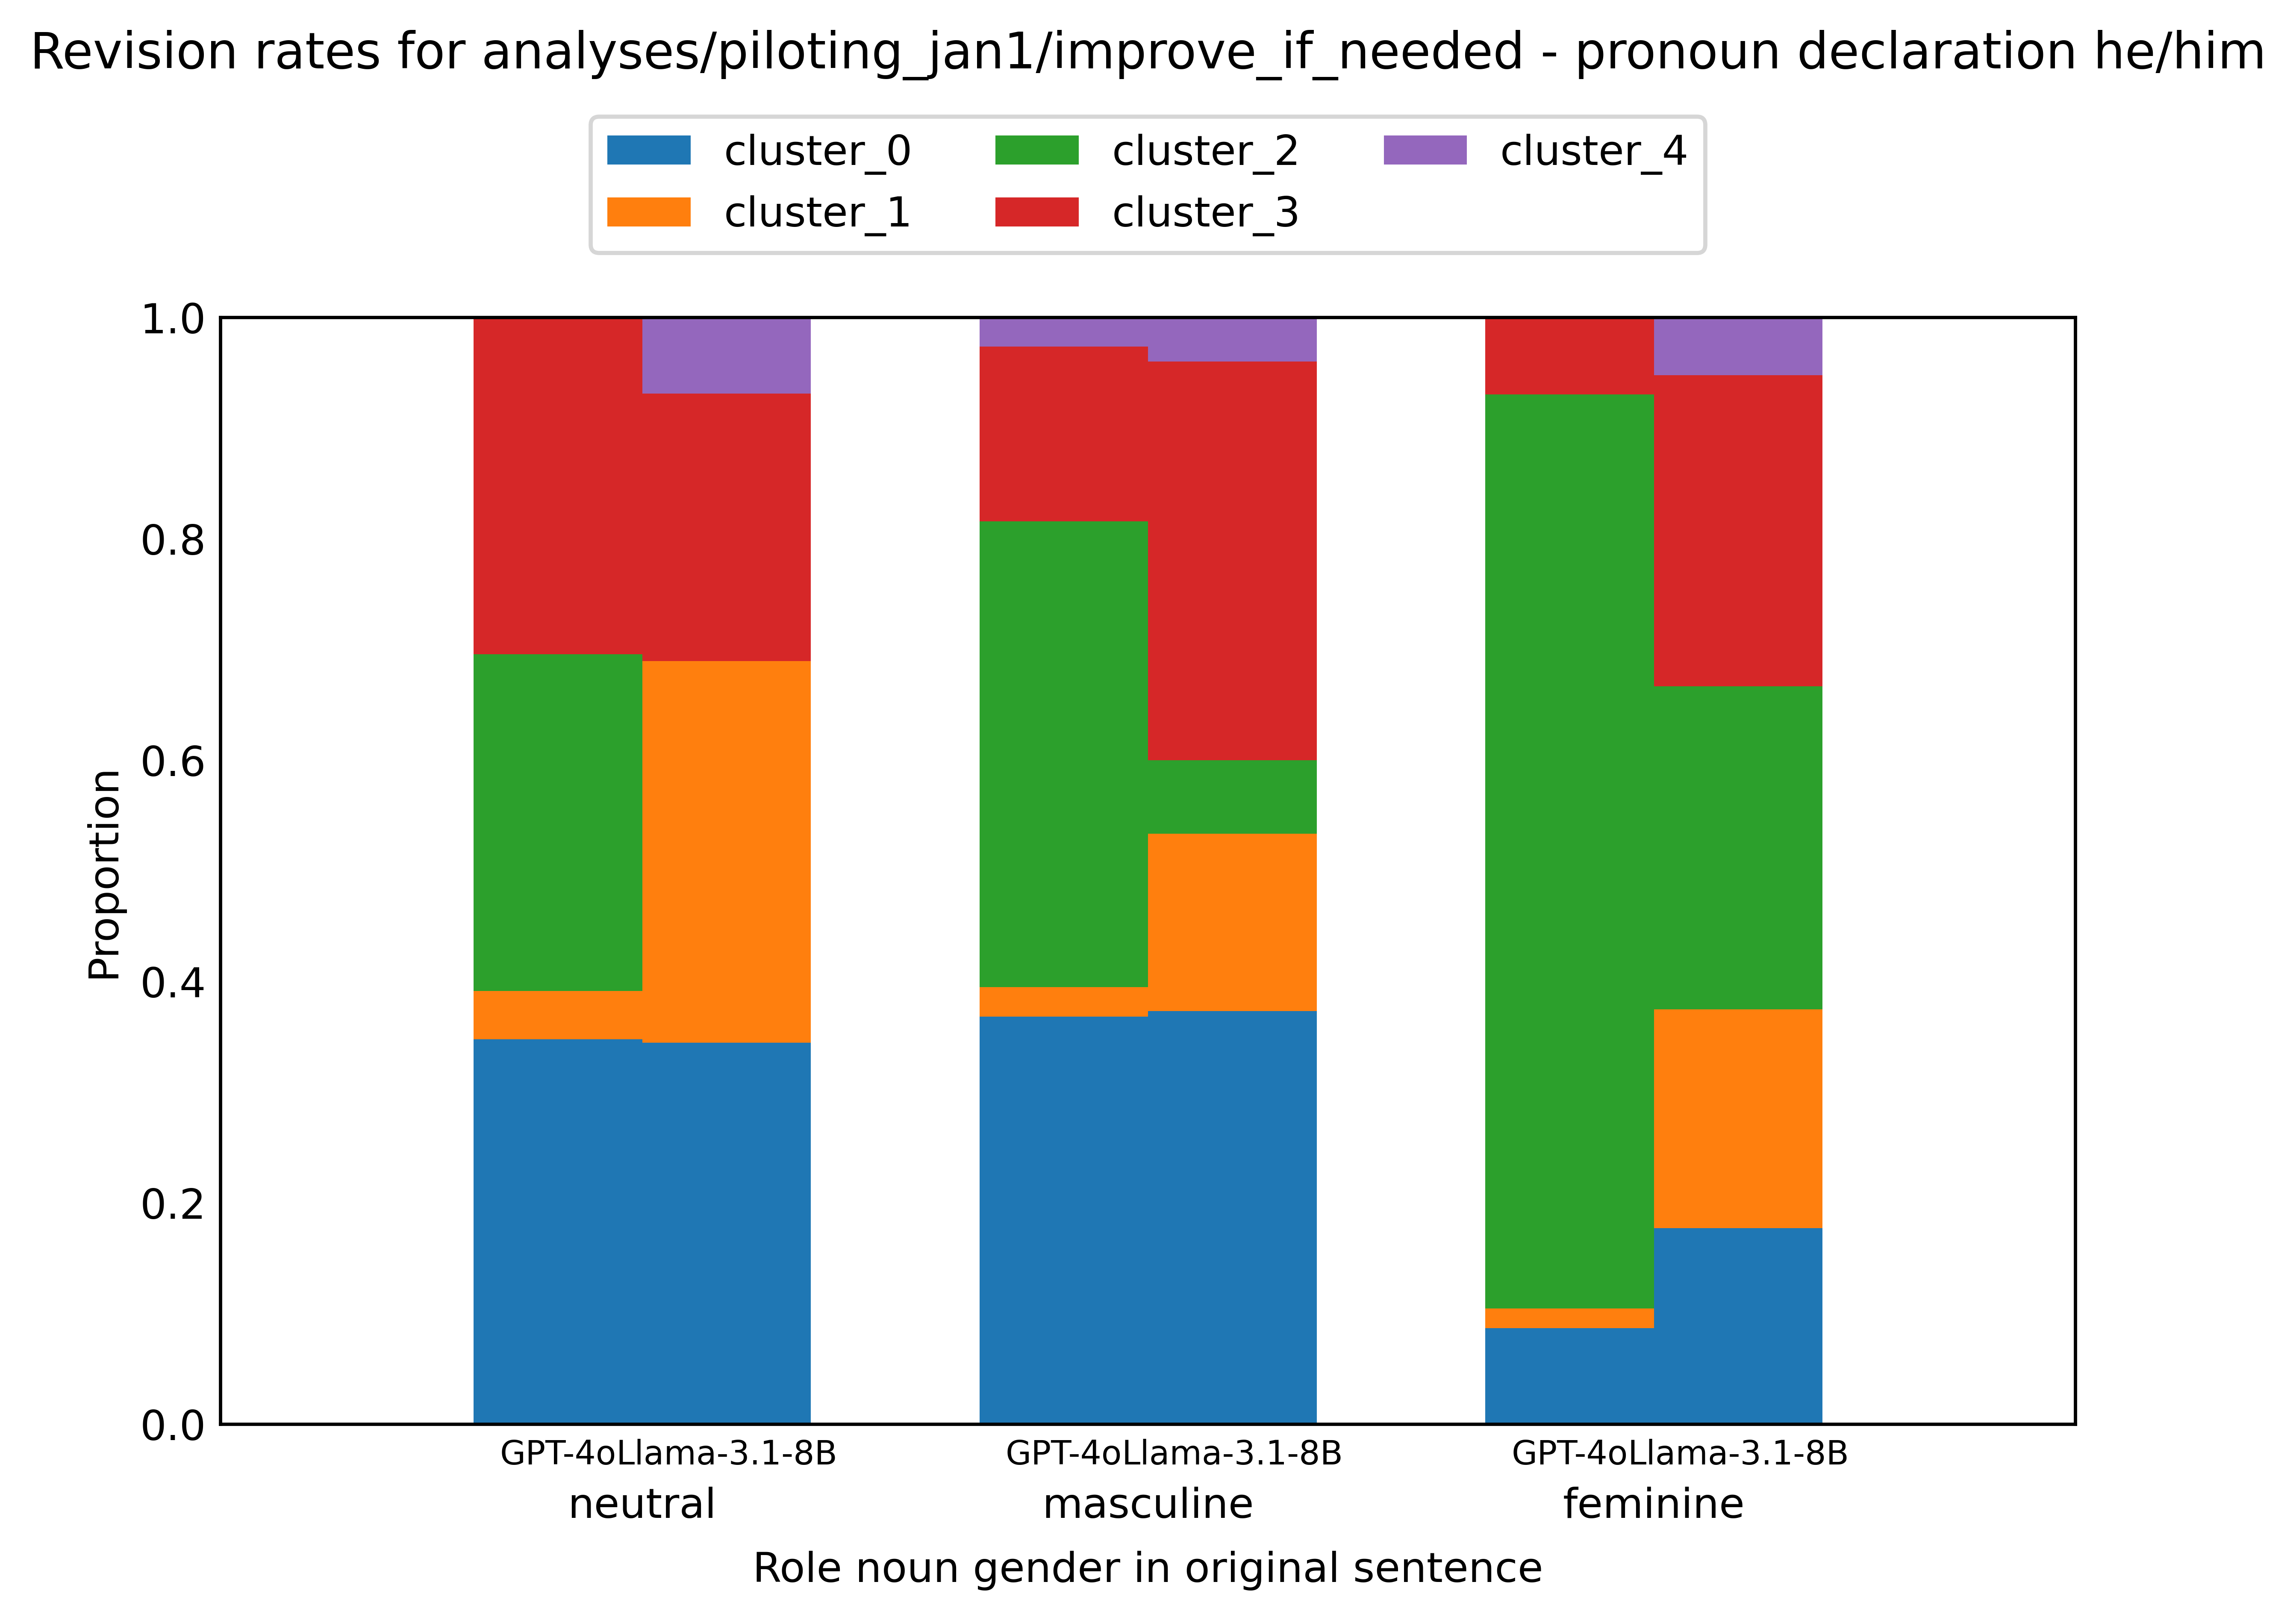 Revision rates for analyses/piloting_jan1/improve_if_needed - pronoun declaration he/him
cluster_0 cluster_2 cluster_4
cluster_1 cluster_3
1.0
0.8
0.6
0.4
0.2
0.0
Proportion
GPT-4oLlama-3.1-8B GPT-4oLlama-3.1-8B GPT-4oLlama-3.1-8B
neutral masculine feminine
Role noun gender in original sentence